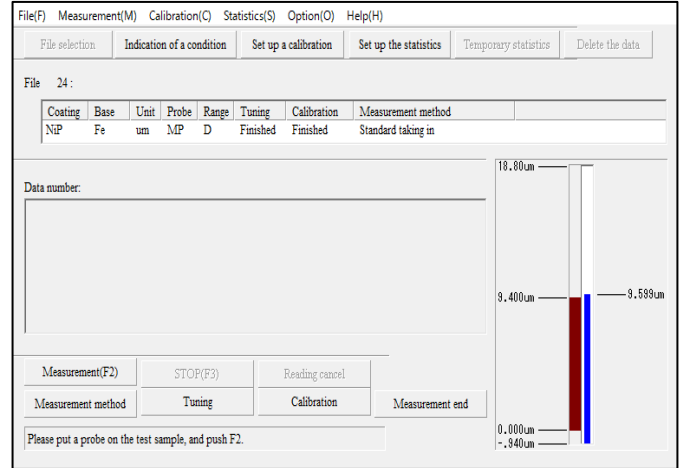 File(F) Measurement(M) Calibration(C) Statistics(S) Option(O) Help(H)
File selection Indication of a condition Set up a calibration Set up the statistics Temporary statistics Delete the data
File 24 :
Coating Base Unit Probe Range Tuning Calibration Measurement method
NiP Fe um MP D Finished Finished Standard taking in
18.80um
Data number:
9.400um 9.599um
Measurement(F2) STOP(F3) Reading cancel
Measurement method Tuning Calibration Measurement end
0.000um
Please put a probe on the test sample, and push F2.
-.940um